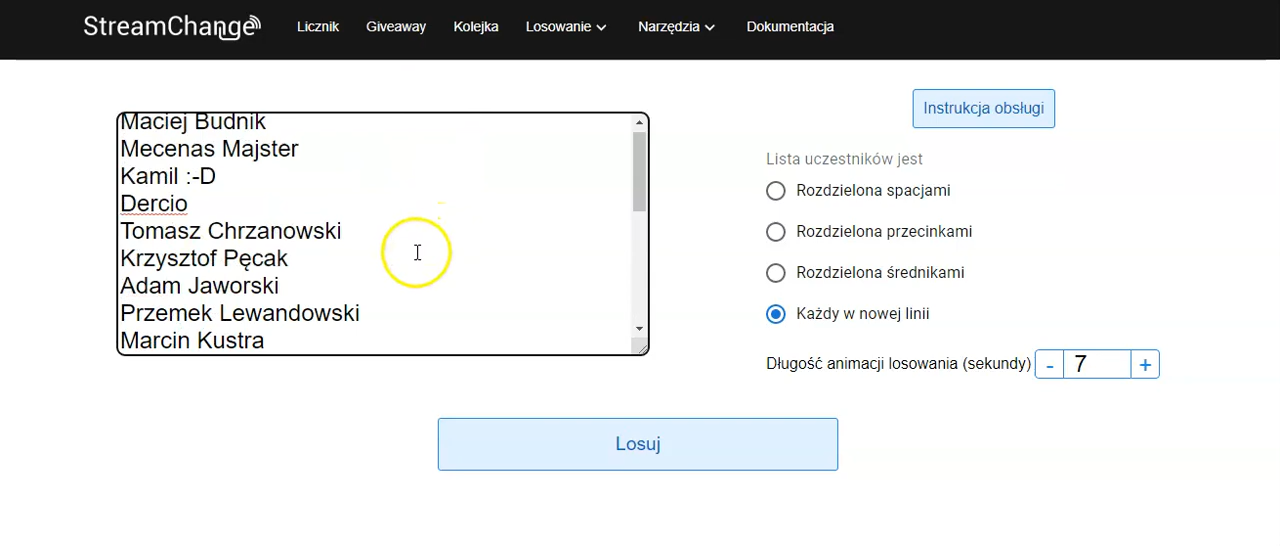 StreamChange
Licznik Giveaway Kolejka Losowanie Narzędzia Dokumentacja
Maciej Budnik
Mecenas Majster
Kamil :-D
Dercio
Tomasz Chrzanowski
Krzysztof Pęcak
Adam Jaworski
Przemek Lewandowski
Marcin Kustra
Instrukcja obsługi
Lista uczestników jest
Rozdzielona spacjami
Rozdzielona przecinkami
Rozdzielona średnikami
Każdy w nowej linii
Długość animacji losowania (sekundy) - 7 +
Losuj